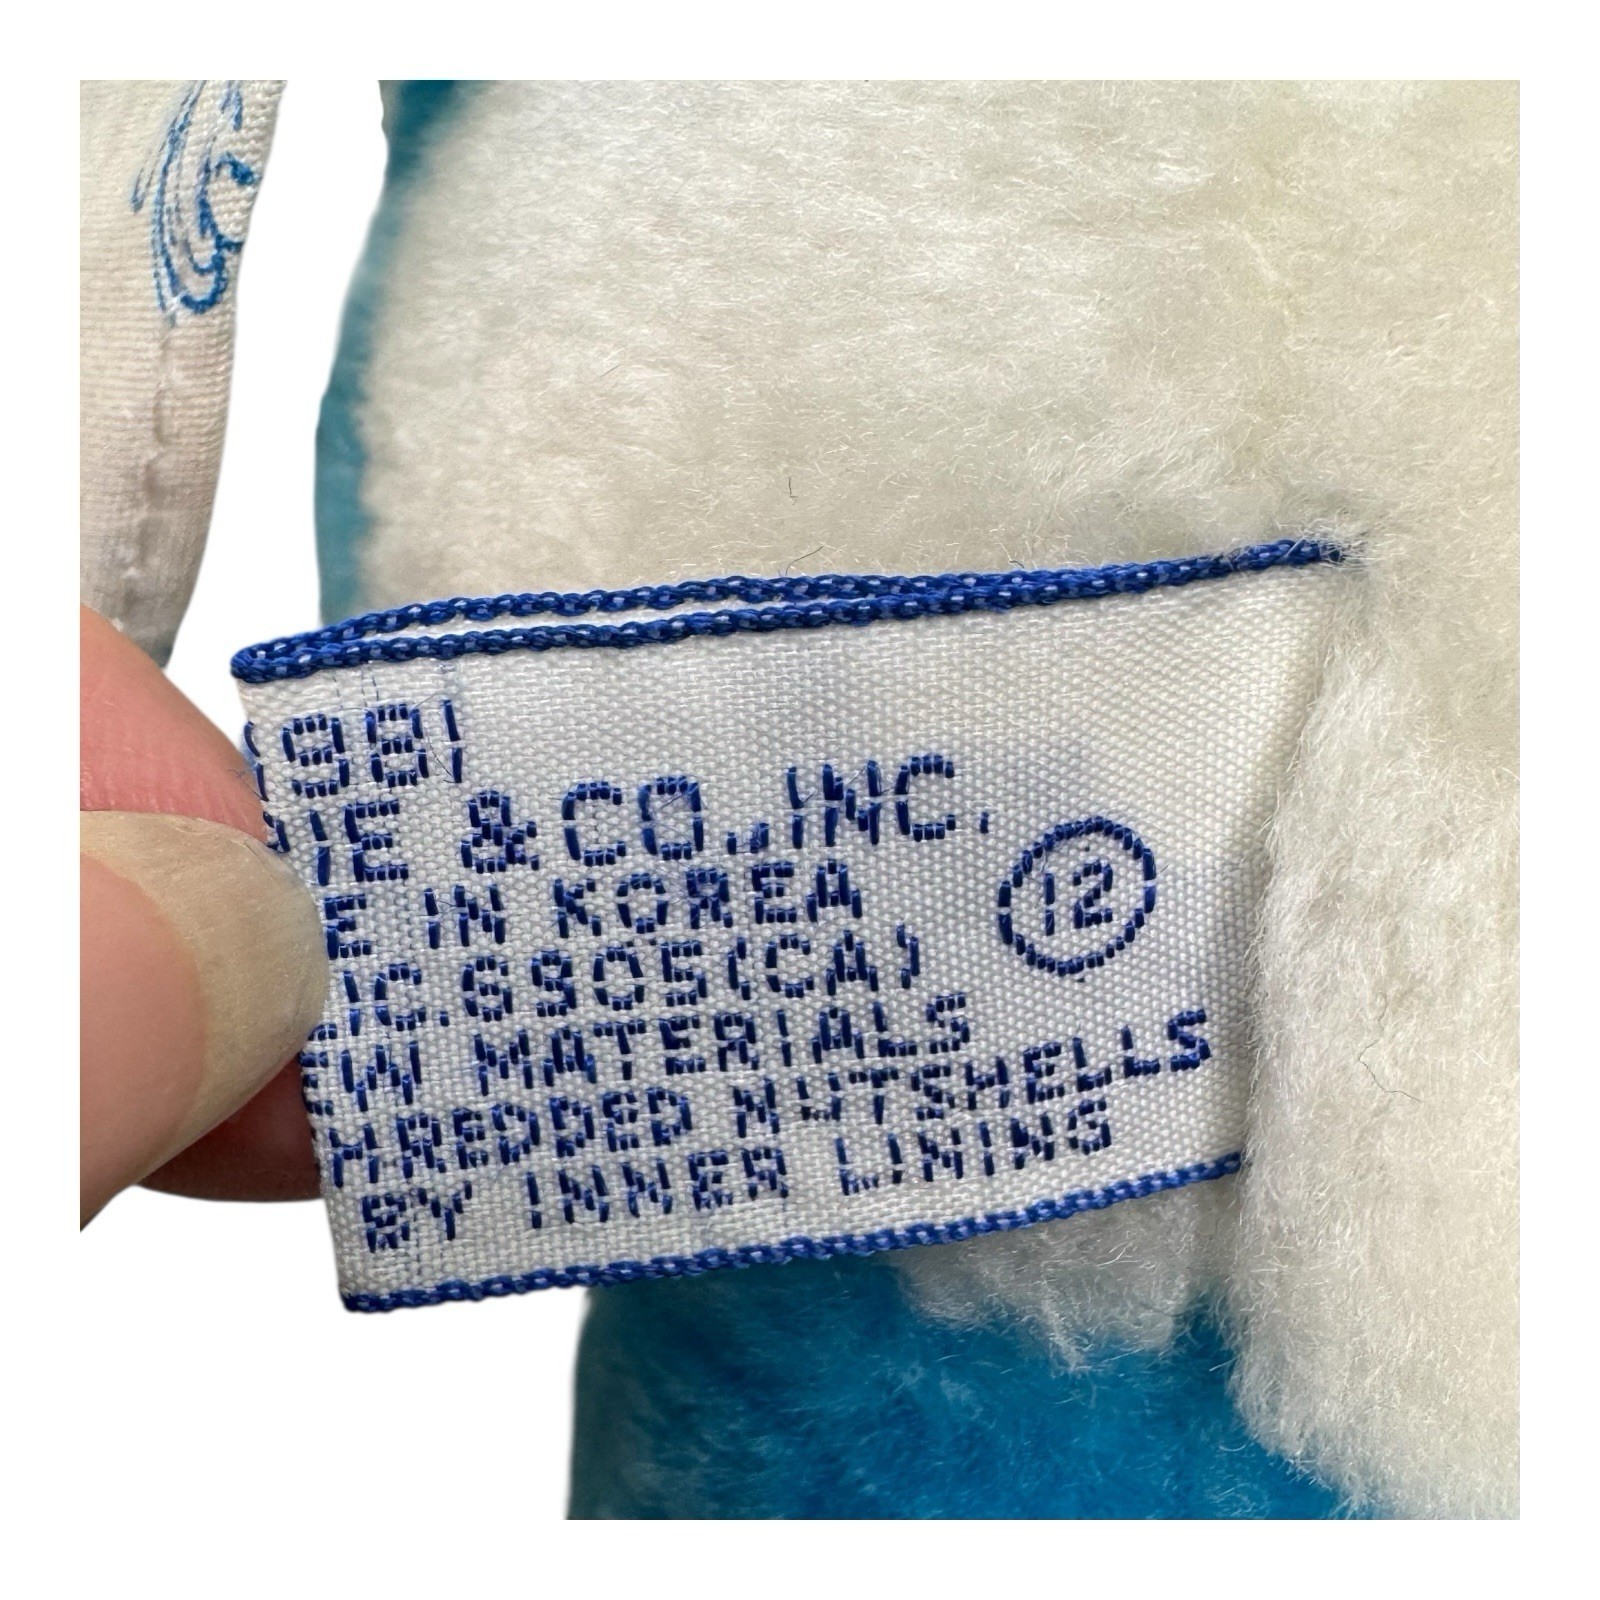 1981
IE & CO., INC.
E IN KOREA
IC. 6905 (CA)
12
EW MATERIALS
HREDDED NUTSHELLS
BY INNER LINING